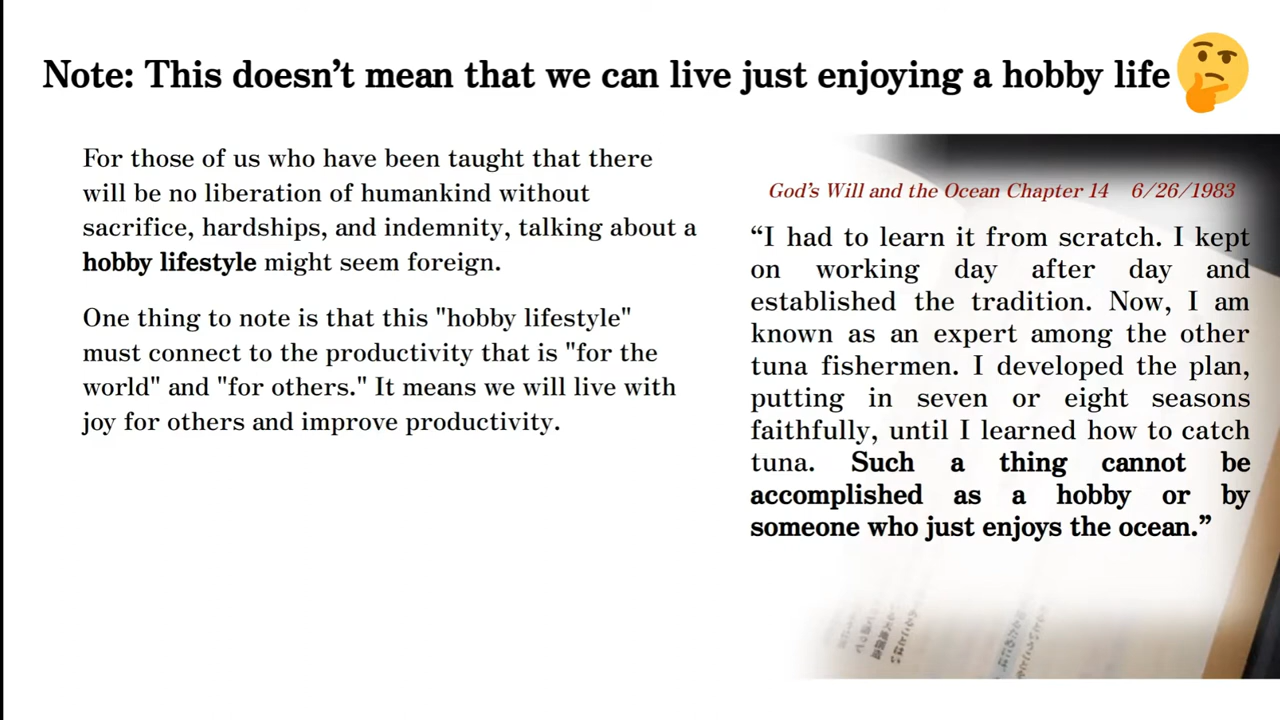 Note: This doesn't mean that we can live just enjoying a hobby life
For those of us who have been taught that there
will be no liberation of humankind without
sacrifice, hardships, and indemnity, talking about a
hobby lifestyle might seem foreign.
One thing to note is that this "hobby lifestyle"
must connect to the productivity that is "for the
world" and "for others." It means we will live with
joy for others and improve productivity.
God's Will and the Ocean Chapter 14 6/26/1983
“I had to learn it from scratch. I kept
on working day after day and
established the tradition. Now, I am
known as an expert among the other
tuna fishermen. I developed the plan,
putting in seven or eight seasons
faithfully, until I learned how to catch
tuna. Such a thing cannot be
accomplished as a hobby or by
someone who just enjoys the ocean.”